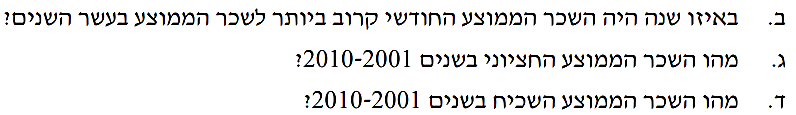 ב. באיזו שנה היה השכר הממוצע החודשי קרוב ביותר לשכר הממוצע בעשר השנים?
ג. מהו השכר הממוצע החציוני בשנים 2010-2001?
ד. מהו השכר הממוצע השכיח בשנים 2010-2001?